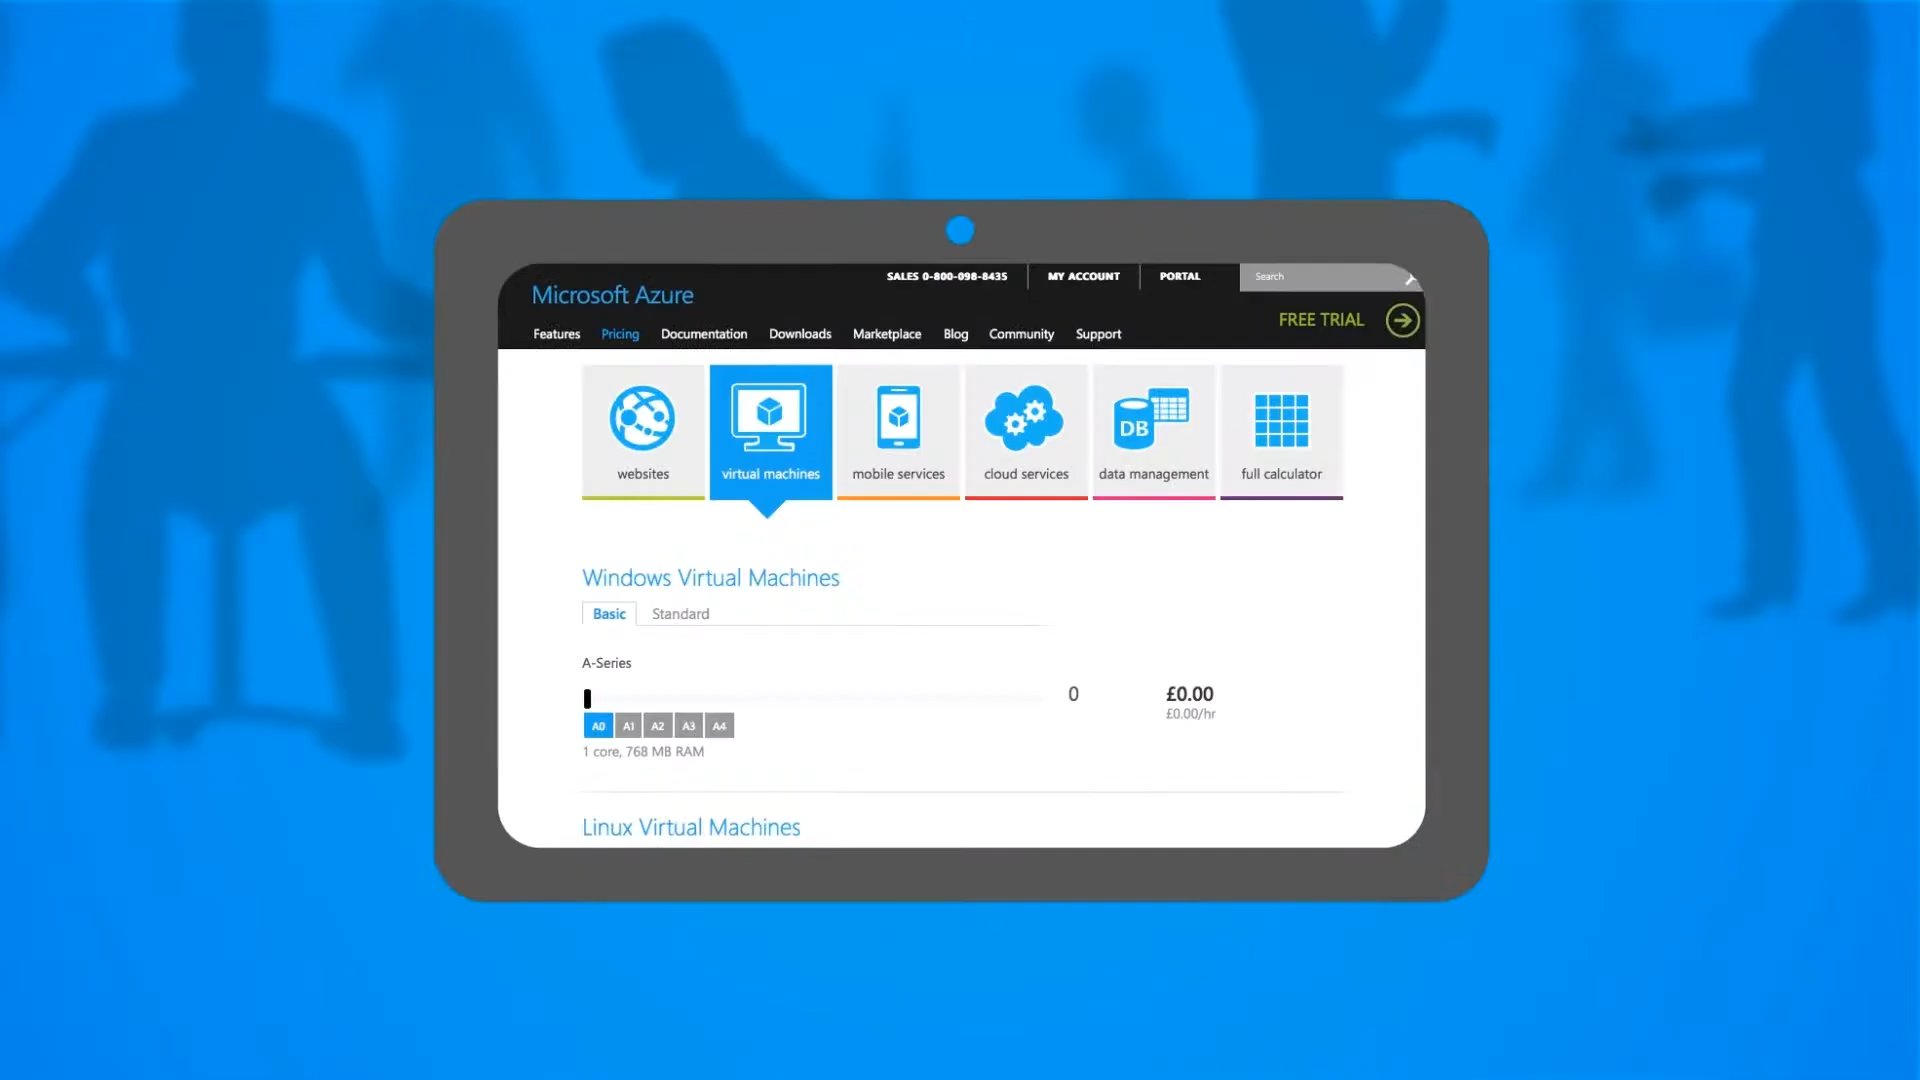 SALES 0-800-098-8435
MY ACCOUNT
PORTAL
Search
Microsoft Azure
FREE TRIAL
Features Pricing Documentation Downloads Marketplace Blog Community Support
websites virtual machines mobile services cloud services DB data management full calculator
Windows Virtual Machines
Basic Standard
A-Series
0 £0.00
£0.00/hr
A0 A1 A2 A3 A4
1 core, 768 MB RAM
Linux Virtual Machines